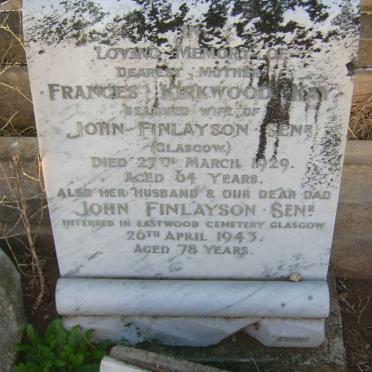 IN
LOVING MEMORY OF
DEAREST MOTHER
FRANCES KIRKWOOD
BELOVED WIFE OF
JOHN FINLAYSON SENR
(GLASGOW)
DIED 27TH MARCH 1929.
AGED 64 YEARS.
ALSO HER HUSBAND & OUR DEAR DAD
JOHN FINLAYSON SENR
INTERRED IN EASTWOOD CEMETERY GLASGOW
26TH APRIL 1943.
AGED 78 YEARS.